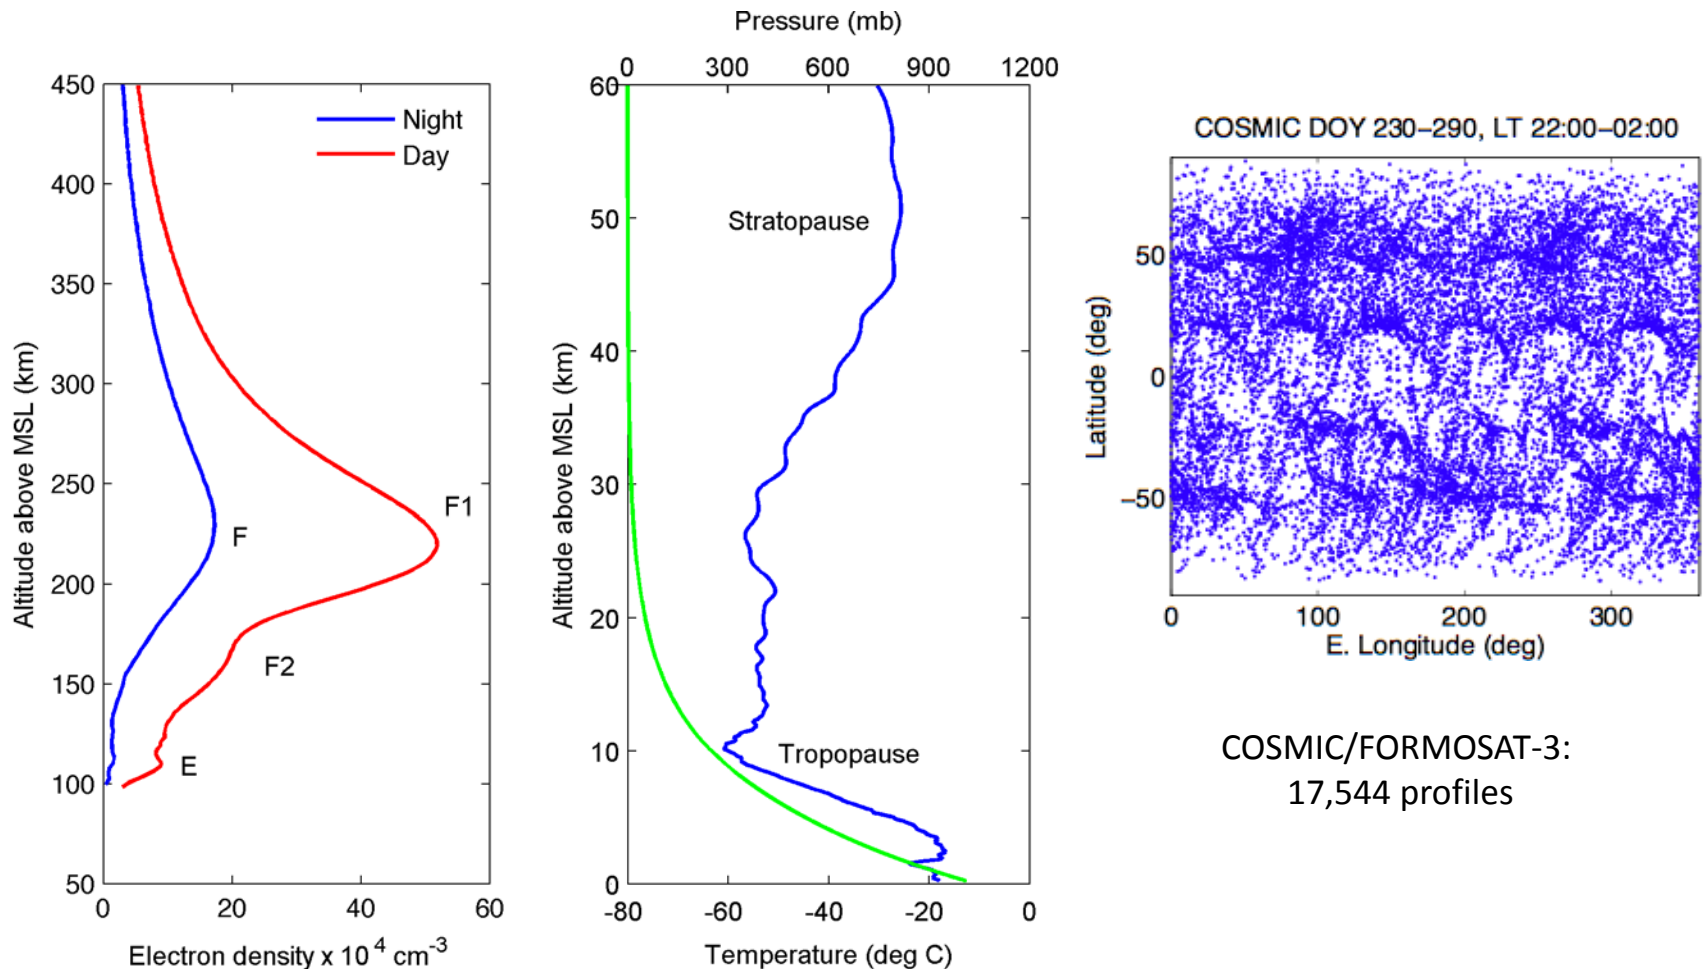 Night
Day
F1
F
F2
E
450
400
350
300
250
200
150
100
50
0
20
40
60
Altitude above MSL (km)
Electron density x 10 4 cm-3
Pressure (mb)
0
300
600
900
1200
60
50
40
30
20
10
0
Altitude above MSL (km)
Stratopause
Tropopause
-80
-60
-40
-20
0
Temperature (deg C)
COSMIC DOY 230–290, LT 22:00–02:00
50
0
–50
Latitude (deg)
0
100
200
300
E. Longitude (deg)
COSMIC/FORMOSAT-3:
17,544 profiles